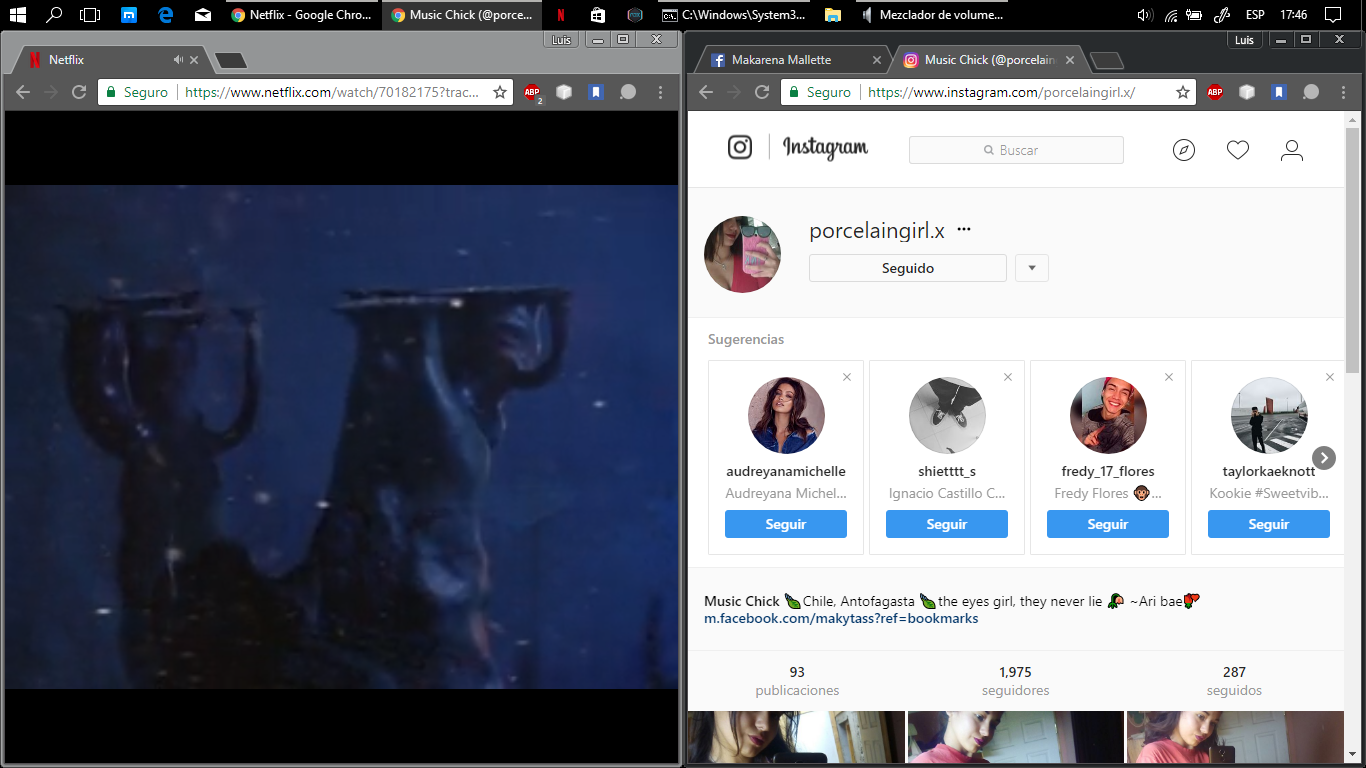 Netflix - Google Chro...
Music Chick (@porce...
C:\Windows\System3...
Mezclador de volume...
ESP
17:46
Luis
Netflix
Seguro
https://www.netflix.com/watch/70182175?trac...
ABP
2
Luis
Makarena Mallette
Music Chick (@porcelain
Seguro
https://www.instagram.com/porcelaingirl.x/
ABP
Instagram
Buscar
porcelaingirl.x
Seguido
Sugerencias
audreyanamichelle
Audreyana Michel...
Seguir
shietttt_s
Ignacio Castillo C...
Seguir
fredy_17_flores
Fredy Flores 🐵...
Seguir
taylorkaeknott
Kookie #Sweetvib...
Seguir
Music Chick 🍃Chile, Antofagasta 🍃the eyes girl, they never lie 🥀 ~Ari bae💘
m.facebook.com/makytass?ref=bookmarks
93 1,975 287
publicaciones seguidores seguidos